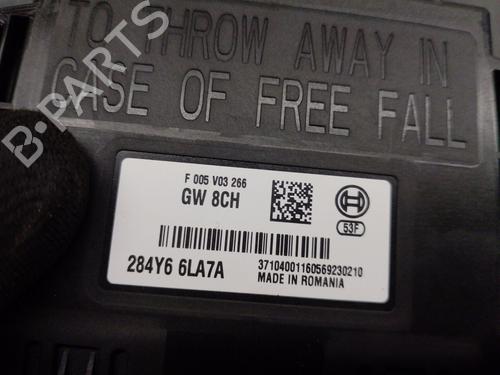 TO THROW AWAY IN
CASE OF FREE FALL
B-PARTS
F 005 V03 266
GW 8CH
53F
284Y6 6LA7A
37104001160569230210
MADE IN ROMANIA